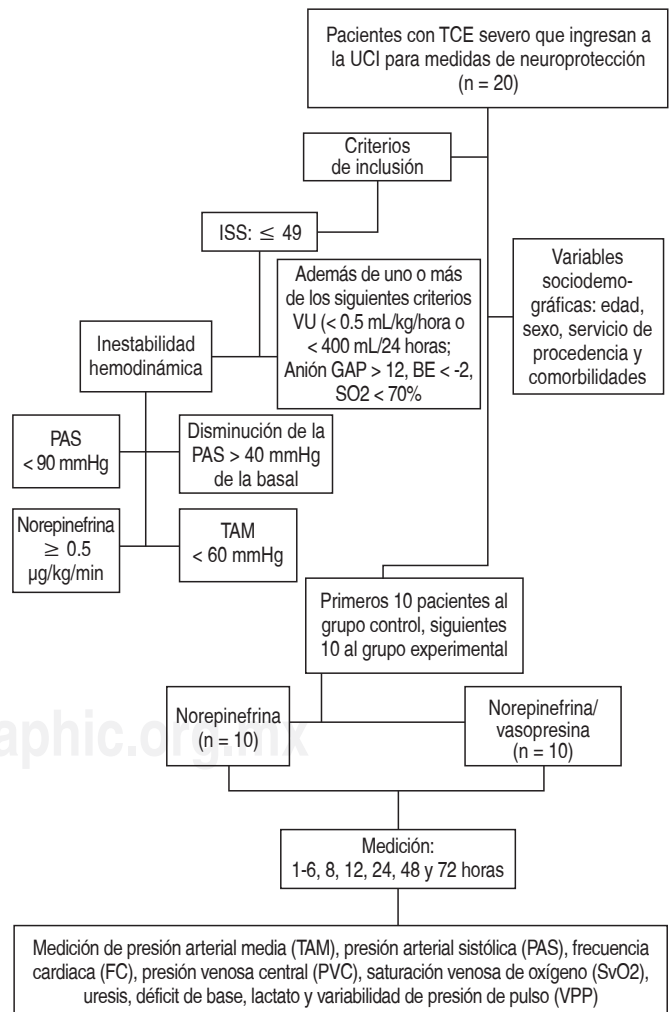 Pacientes con TCE severo que ingresan a
la UCI para medidas de neuroprotección
(n = 20)
Criterios
de inclusión
ISS: ≤ 49
Además de uno o más
de los siguientes criterios
VU (< 0.5 mL/kg/hora o
< 400 mL/24 horas;
Anión GAP > 12, BE < -2,
SO2 < 70%
Variables
sociodemo-
gráficas: edad,
sexo, servicio de
procedencia y
comorbilidades
Inestabilidad
hemodinámica
PAS
< 90 mmHg
Disminución de la
PAS > 40 mmHg
de la basal
Norepinefrina
≥ 0.5
µg/kg/min
TAM
< 60 mmHg
Primeros 10 pacientes al
grupo control, siguientes
10 al grupo experimental
Norepinefrina
(n = 10)
Norepinefrina/
vasopresina
(n = 10)
aphic.org.mx
Medición:
1-6, 8, 12, 24, 48 y 72 horas
Medición de presión arterial media (TAM), presión arterial sistólica (PAS), frecuencia
cardiaca (FC), presión venosa central (PVC), saturación venosa de oxígeno (SvO2),
uresis, déficit de base, lactato y variabilidad de presión de pulso (VPP)